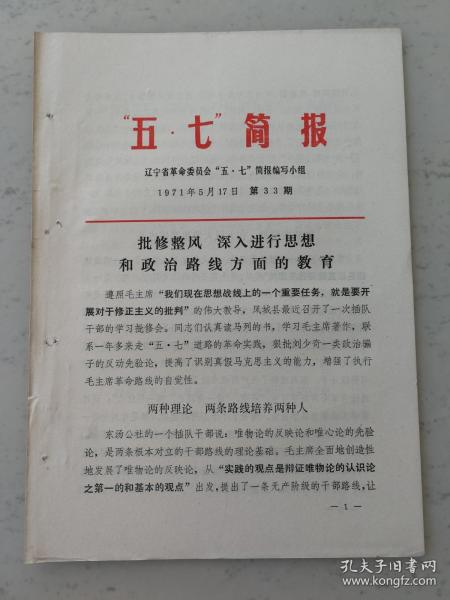 “五·七”简报
辽宁省革命委员会“五·七”简报编写小组
1971年5月17日 第33期
批修整风 深入进行思想
和政治路线方面的教育
遵照毛主席“我们现在思想战线上的一个重要任务，就是要开
展对于修正主义的批判”的伟大教导，凤城县最近召开了一次插队
干部的学习批修会。同志们认真读马列的书，学习毛主席著作，联
系一年多来走“五·七”道路的革命实践，狠批刘少奇一类政治骗
子的反动先验论，提高了识别真假马克思主义的能力，增强了执行
毛主席革命路线的自觉性。
两种理论 两条路线培养两种人
东汤公社的一个插队干部说：唯物论的反映论和唯心论的先验
论，是两条根本对立的干部路线的理论基础。毛主席全面地创造性
地发展了唯物论的反映论，从“实践的观点是辩证唯物论的认识论
之第一的和基本的观点”出发，提出了一条无产阶级的干部路线，让
— 1 —
孔夫子旧书网
www.kongfz.com